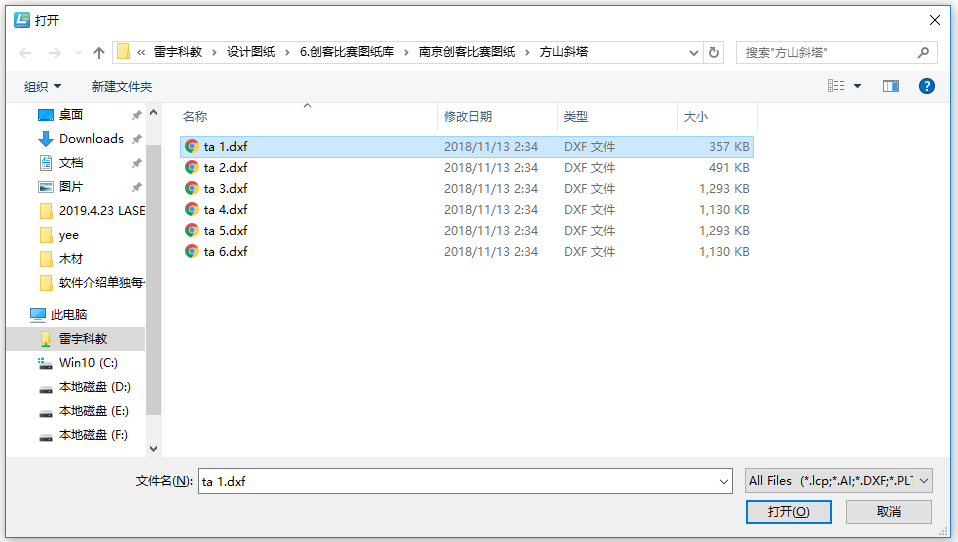 打开
« 雷宇科教 > 设计图纸 > 6.创客比赛图纸库 > 南京创客比赛图纸 > 方山斜塔
搜索"方山斜塔"
组织 新建文件夹
桌面
Downloads
文档
图片
2019.4.23 LASE
yee
木材
软件介绍单独每
此电脑
雷宇科教
Win10 (C:)
本地磁盘 (D:)
本地磁盘 (E:)
本地磁盘 (F:)
名称 修改日期 类型 大小
ta 1.dxf 2018/11/13 2:34 DXF 文件 357 KB
ta 2.dxf 2018/11/13 2:34 DXF 文件 491 KB
ta 3.dxf 2018/11/13 2:34 DXF 文件 1,293 KB
ta 4.dxf 2018/11/13 2:34 DXF 文件 1,130 KB
ta 5.dxf 2018/11/13 2:34 DXF 文件 1,293 KB
ta 6.dxf 2018/11/13 2:34 DXF 文件 1,130 KB
文件名(N): ta 1.dxf All Files (*.lcp;*.AI;*.DXF;*.PLT
打开(O) 取消